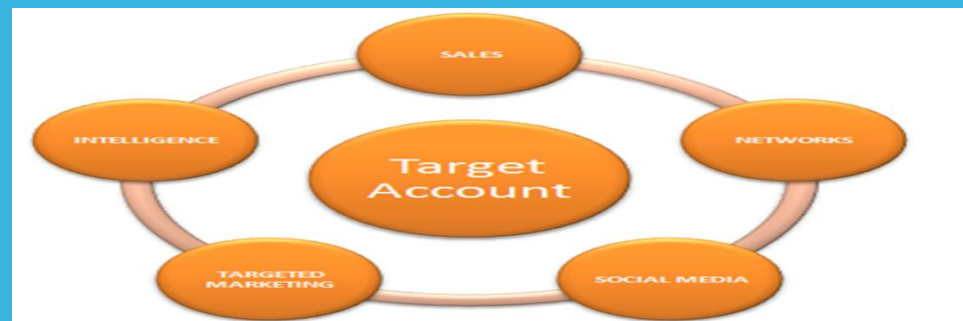 SALES
INTELLIGENCE
NETWORKS
Target
Account
TARGETED
MARKETING
SOCIAL MEDIA